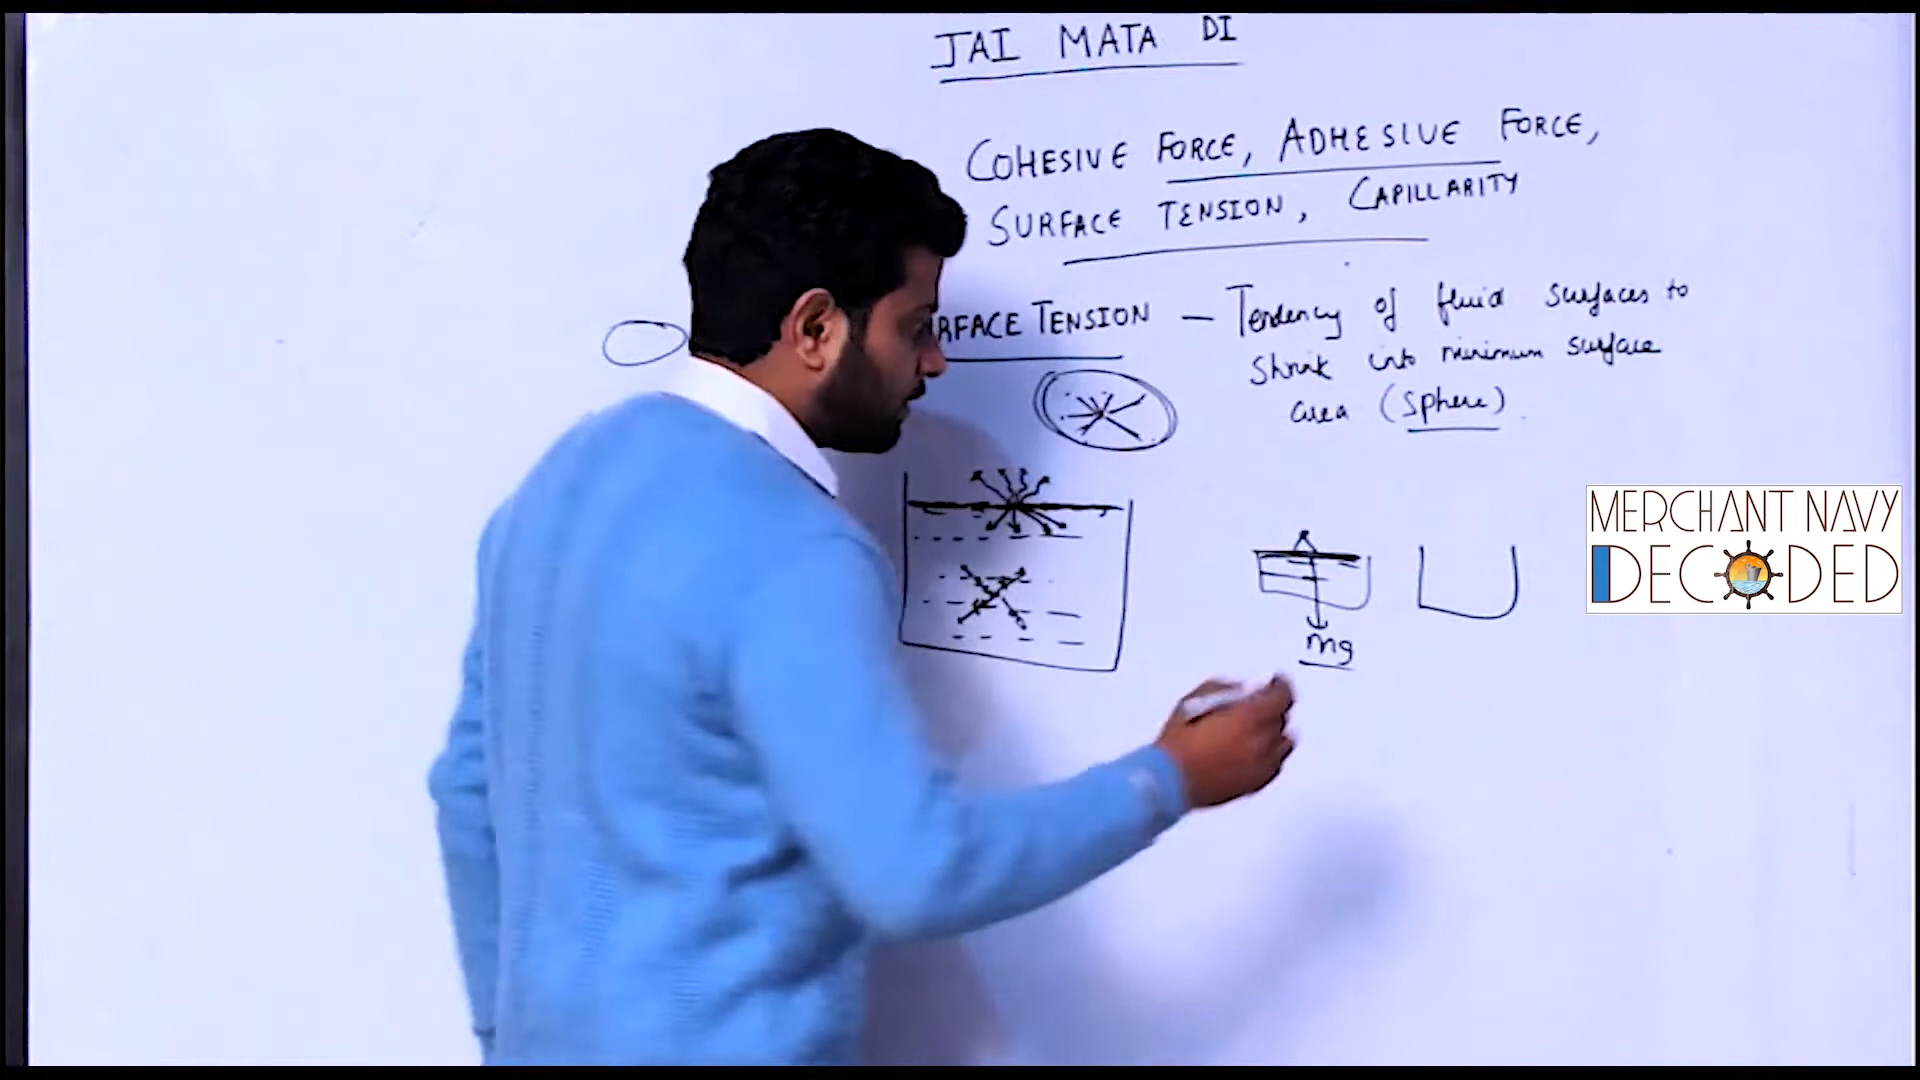 JAI MATA DI
COHESIVE FORCE, ADHESIVE FORCE,
SURFACE TENSION, CAPILLARITY
RFACE TENSION — Tendency of fluid surfaces to
Shrink into minimum surface
area (Sphere).
mg
MERCHANT NAVY
DECODED